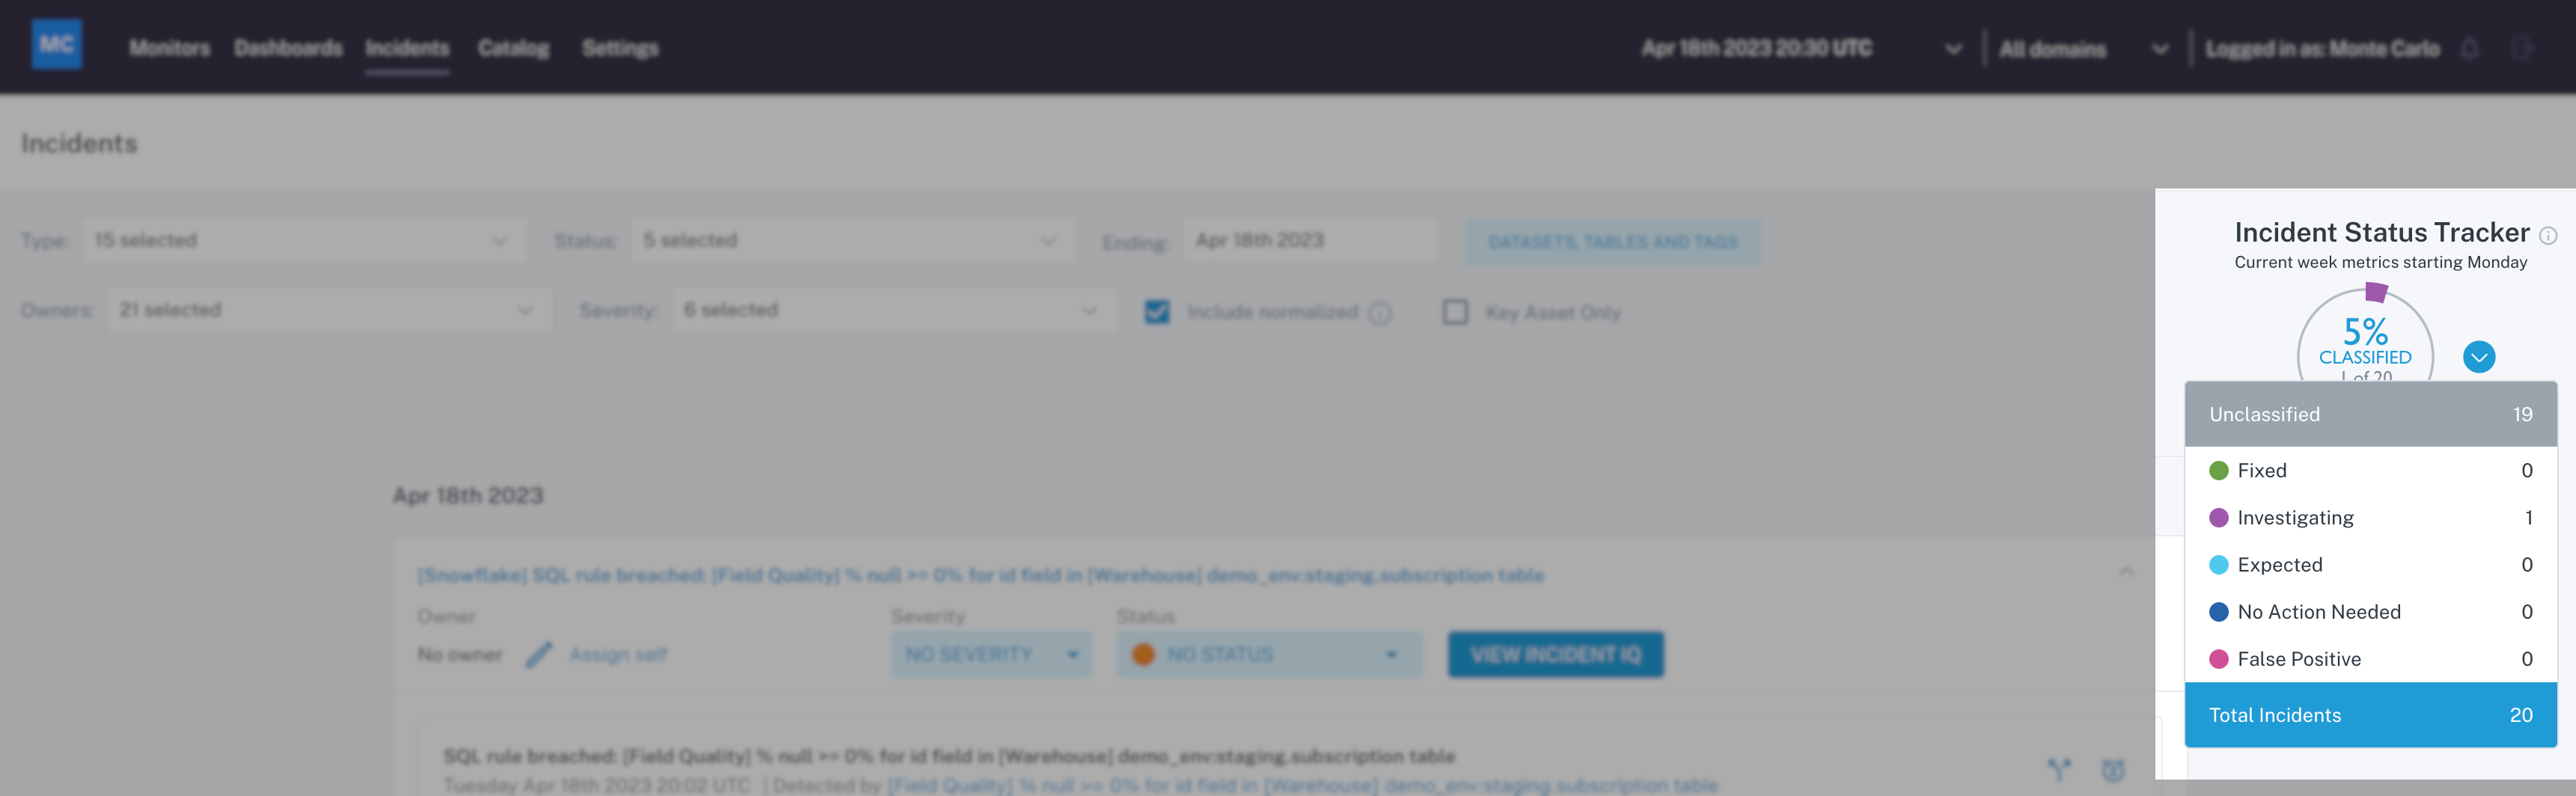 MC Monitors Dashboards Incidents Catalog Settings Apr 18th 2023 20:30 UTC All domains Logged in as: Monte Carlo
Incidents
Type: 15 selected Status: 5 selected Ending: Apr 18th 2023 DATASETS, TABLES AND TAGS
Owners: 21 selected Severity: 6 selected Include normalized Key Asset Only
Incident Status Tracker
Current week metrics starting Monday
5%
CLASSIFIED
1 of 20
Unclassified 19
Fixed 0
Investigating 1
Expected 0
No Action Needed 0
False Positive 0
Total Incidents 20
Apr 18th 2023
[Snowflake] SQL rule breached: [Field Quality] % null >= 0% for id field in [Warehouse] demo_env:staging.subscription table
Owner Severity Status
No owner Assign self NO SEVERITY NO STATUS VIEW INCIDENT IQ
SQL rule breached: [Field Quality] % null >= 0% for id field in [Warehouse] demo_env:staging.subscription table
Tuesday Apr 18th 2023 20:02 UTC | Detected by [Field Quality] % null >= 0% for id field in [Warehouse] demo_env:staging.subscription table